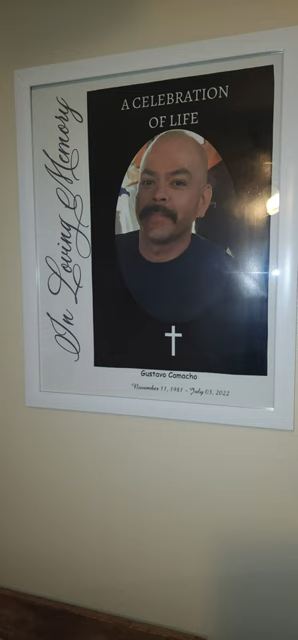 In Loving Memory
A CELEBRATION
OF LIFE
Gustavo Camacho
November 11, 1981 - July 03, 2022